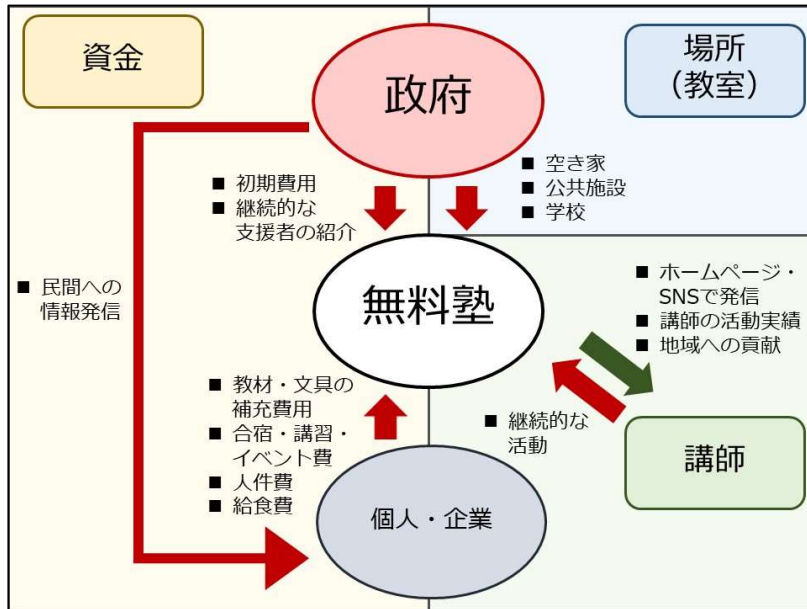 資金
政府
場所
（教室）
■ 初期費用
■ 継続的な
支援者の紹介
■ 空き家
■ 公共施設
■ 学校
■ 民間への
情報発信
無料塾
■ ホームページ・
SNSで発信
■ 講師の活動実績
■ 地域への貢献
■ 教材・文具の
補充費用
■ 合宿・講習・
イベント費
■ 人件費
■ 給食費
■ 継続的な
活動
講師
個人・企業